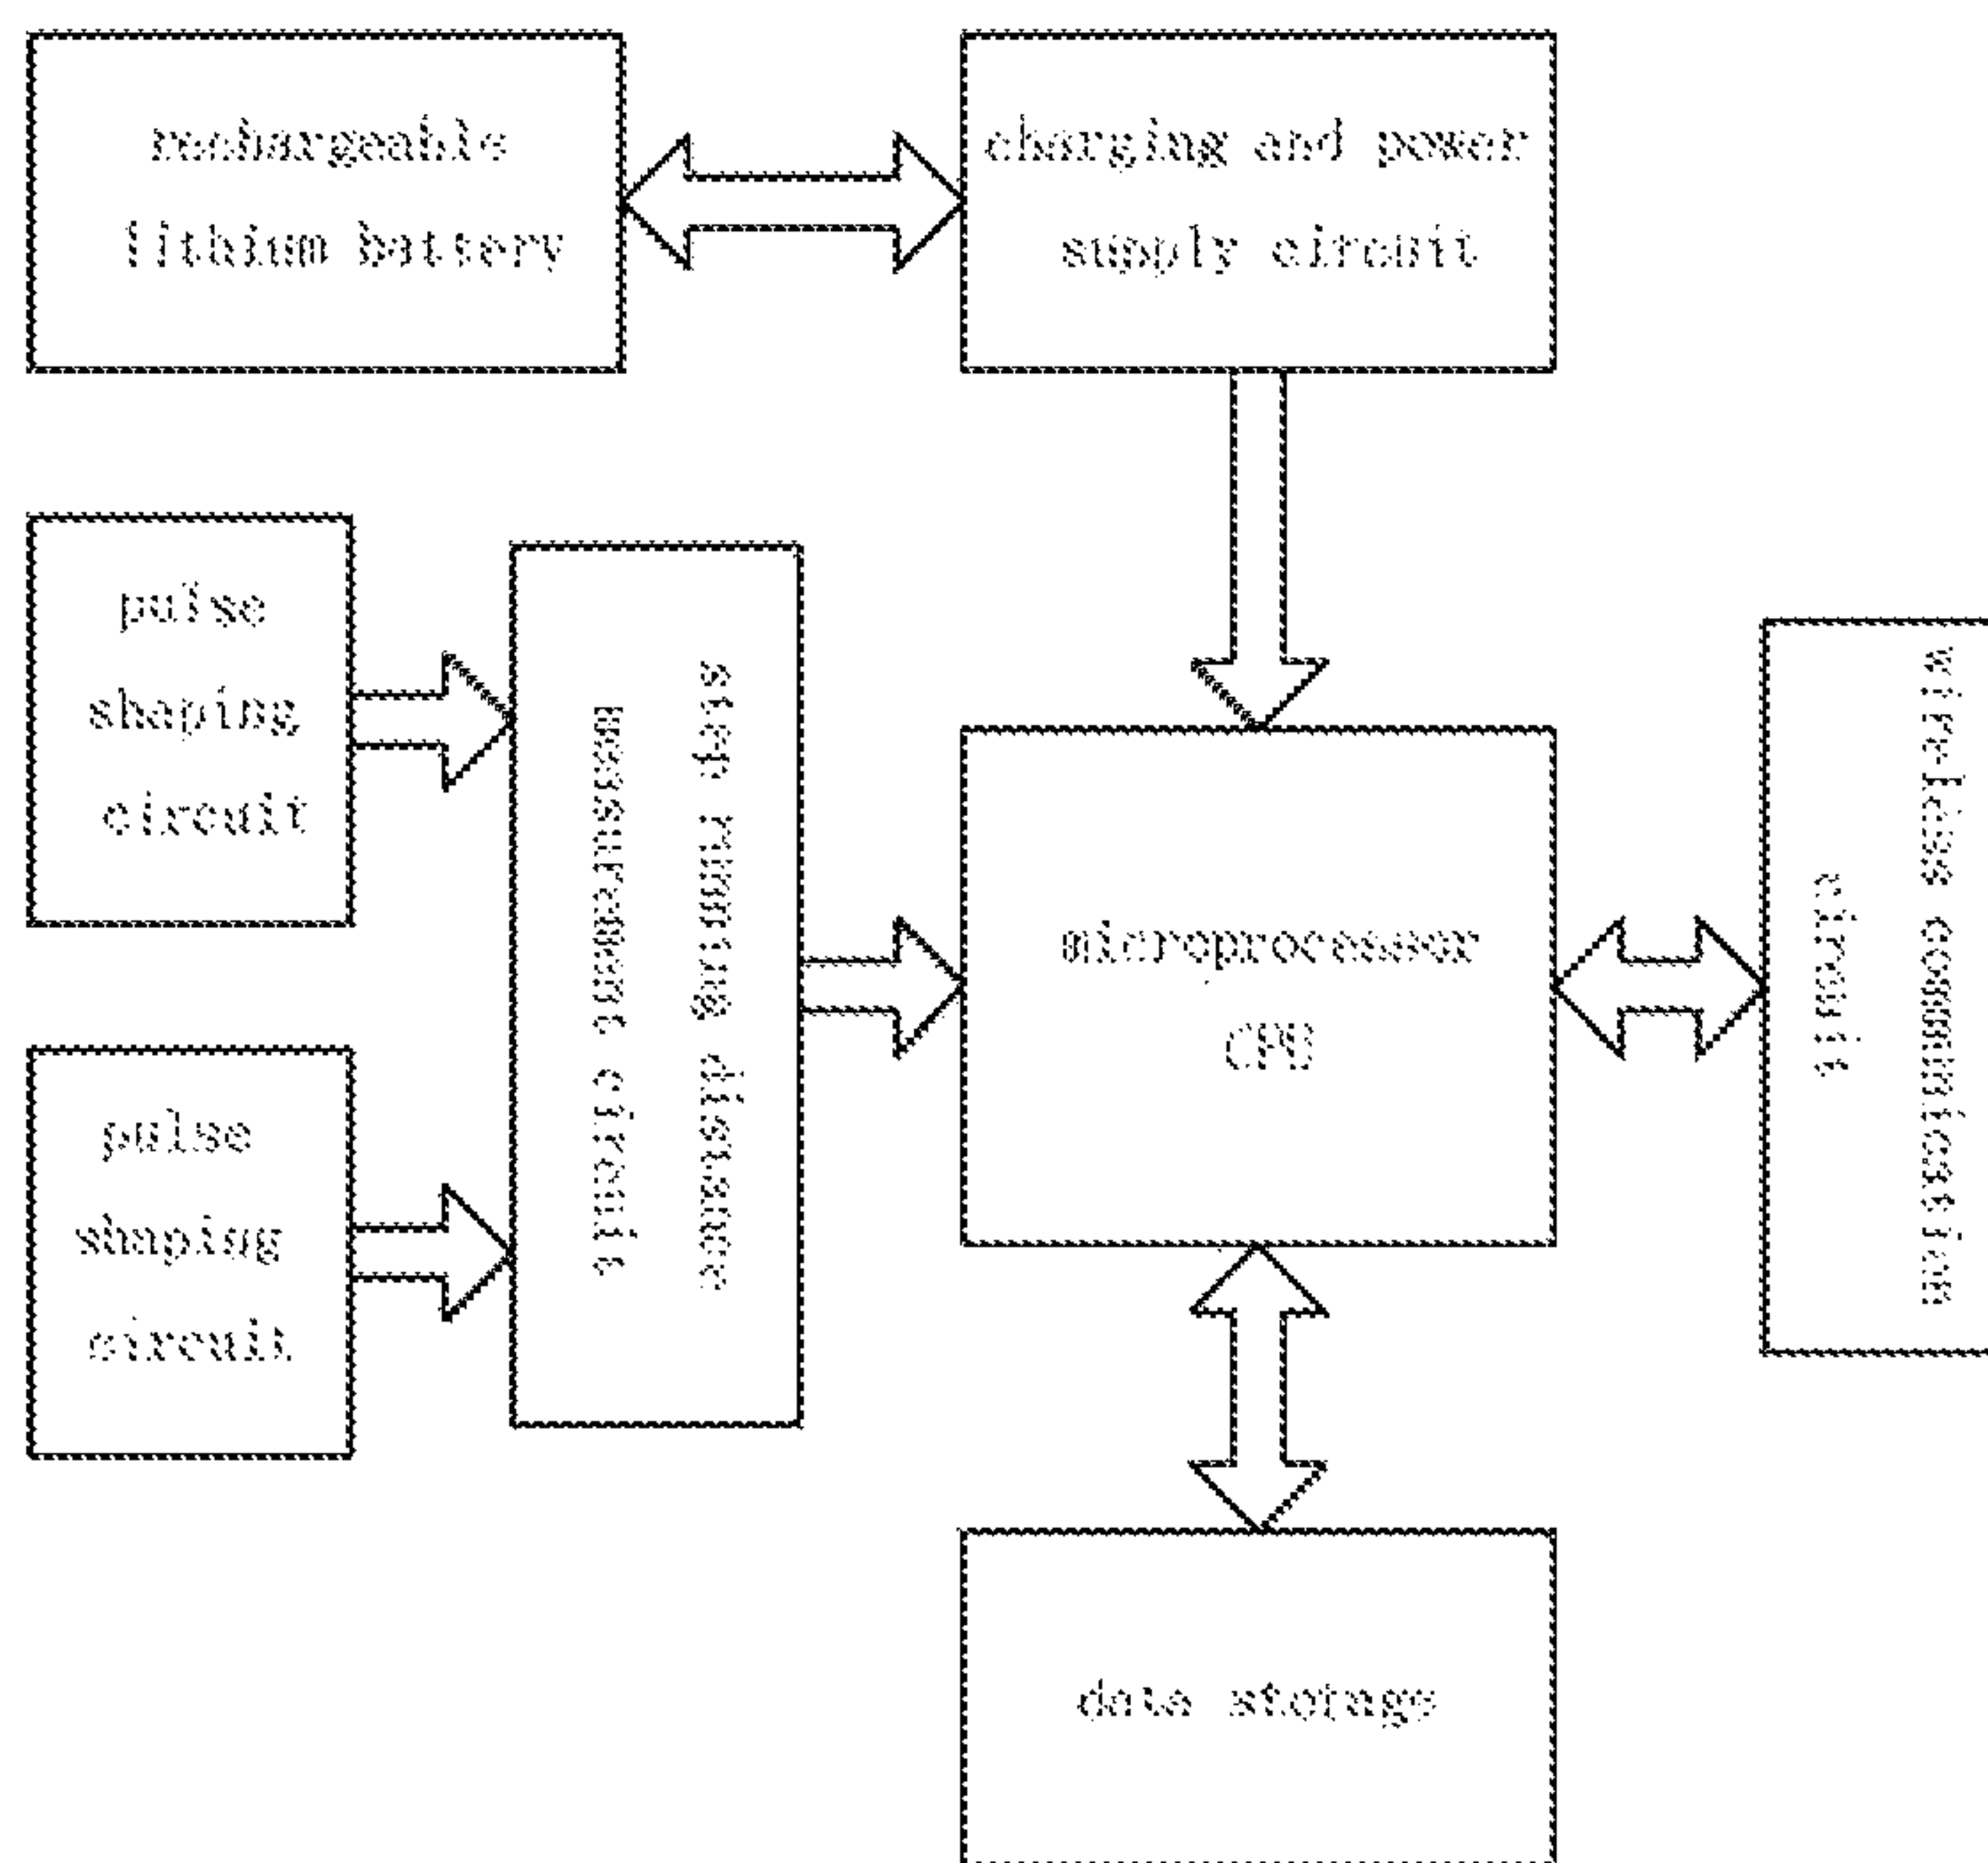 rechargeable
lithium battery
charging and power
supply circuit
pulse
shaping
circuit
step timing distance
measurement circuit
microprocessor
CPU
wireless communication
circuit
pulse
shaping
circuit
data storage